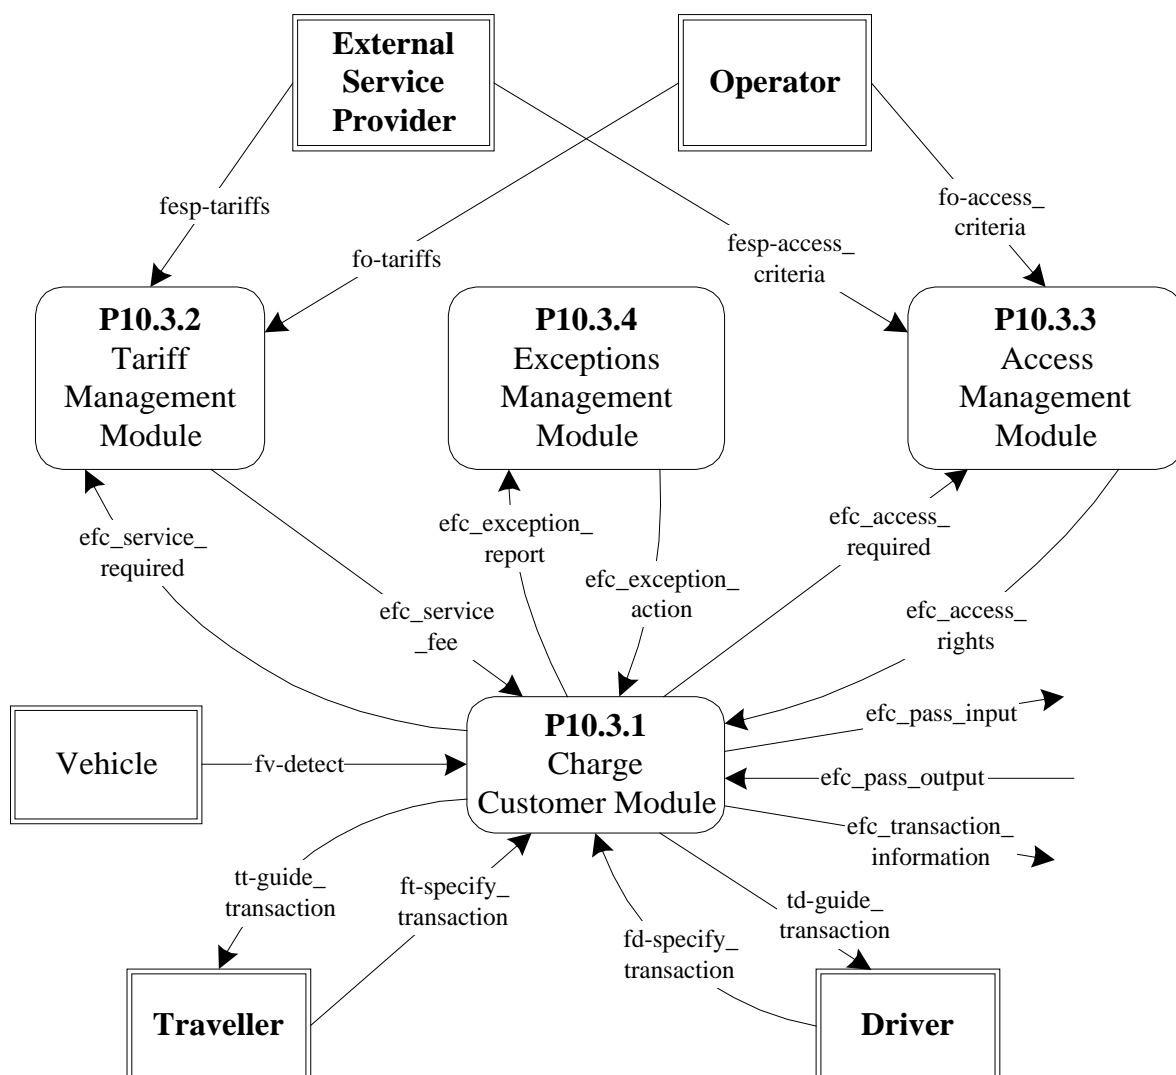 External
Service
Provider
Operator
fesp-tariffs
fo-tariffs
fesp-access_
criteria
fo-access_
criteria
P10.3.2
Tariff
Management
Module
P10.3.4
Exceptions
Management
Module
P10.3.3
Access
Management
Module
efc_service_
required
efc_service
_fee
efc_exception_
report
efc_exception_
action
efc_access_
required
efc_access_
rights
Vehicle
fv-detect
P10.3.1
Charge
Customer Module
efc_pass_input
efc_pass_output
efc_transaction_
information
tt-guide_
transaction
ft-specify_
transaction
fd-specify_
transaction
td-guide_
transaction
Traveller
Driver